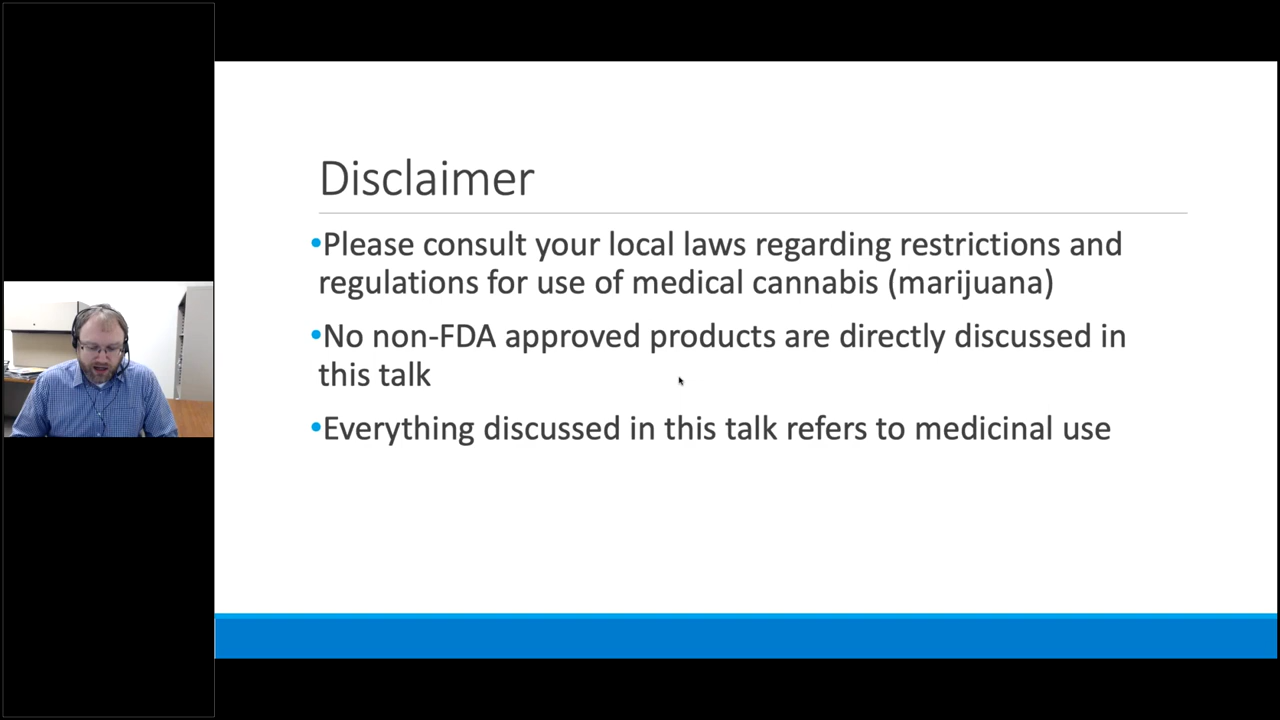 Disclaimer
•Please consult your local laws regarding restrictions and
regulations for use of medical cannabis (marijuana)
•No non-FDA approved products are directly discussed in
this talk
•Everything discussed in this talk refers to medicinal use